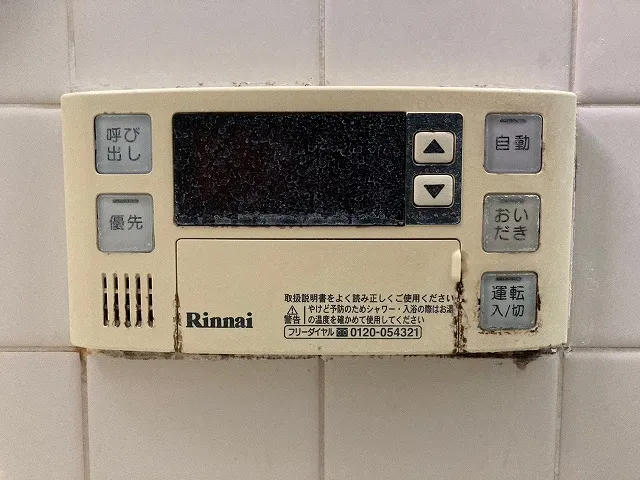 呼び
出し
優先
▲
▼
自動
おい
だき
運転
入/切
取扱説明書をよく読み正しくご使用ください
警告
やけど予防のためシャワー・入浴の際はお湯
の温度を確かめて使用してください
フリーダイヤル 0120-054321
Rinnai